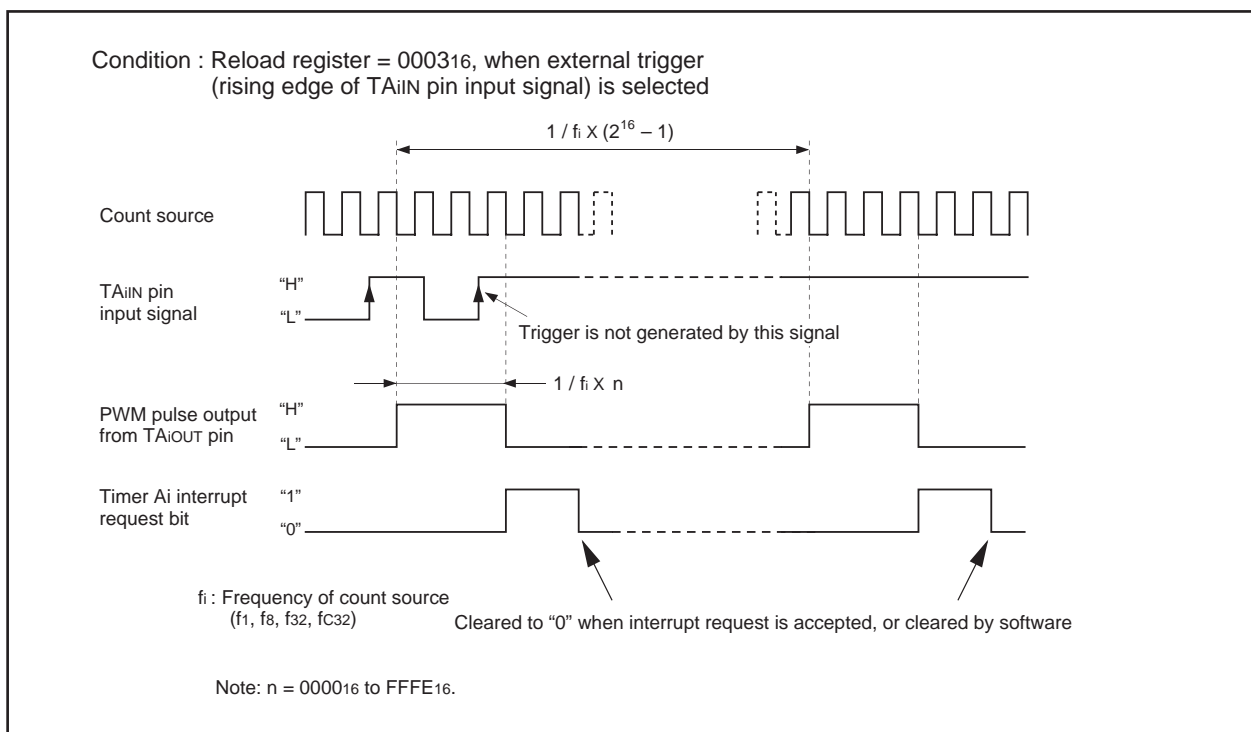 Condition : Reload register = 000316, when external trigger
(rising edge of TAiIN pin input signal) is selected
1 / fi X (2^16 – 1)
Count source
TAiIN pin
input signal
“H”
“L”
Trigger is not generated by this signal
1 / fi X n
PWM pulse output
from TAiOUT pin
“H”
“L”
Timer Ai interrupt
request bit
“1”
“0”
fi : Frequency of count source
(f1, f8, f32, fC32)
Cleared to “0” when interrupt request is accepted, or cleared by software
Note: n = 000016 to FFFE16.